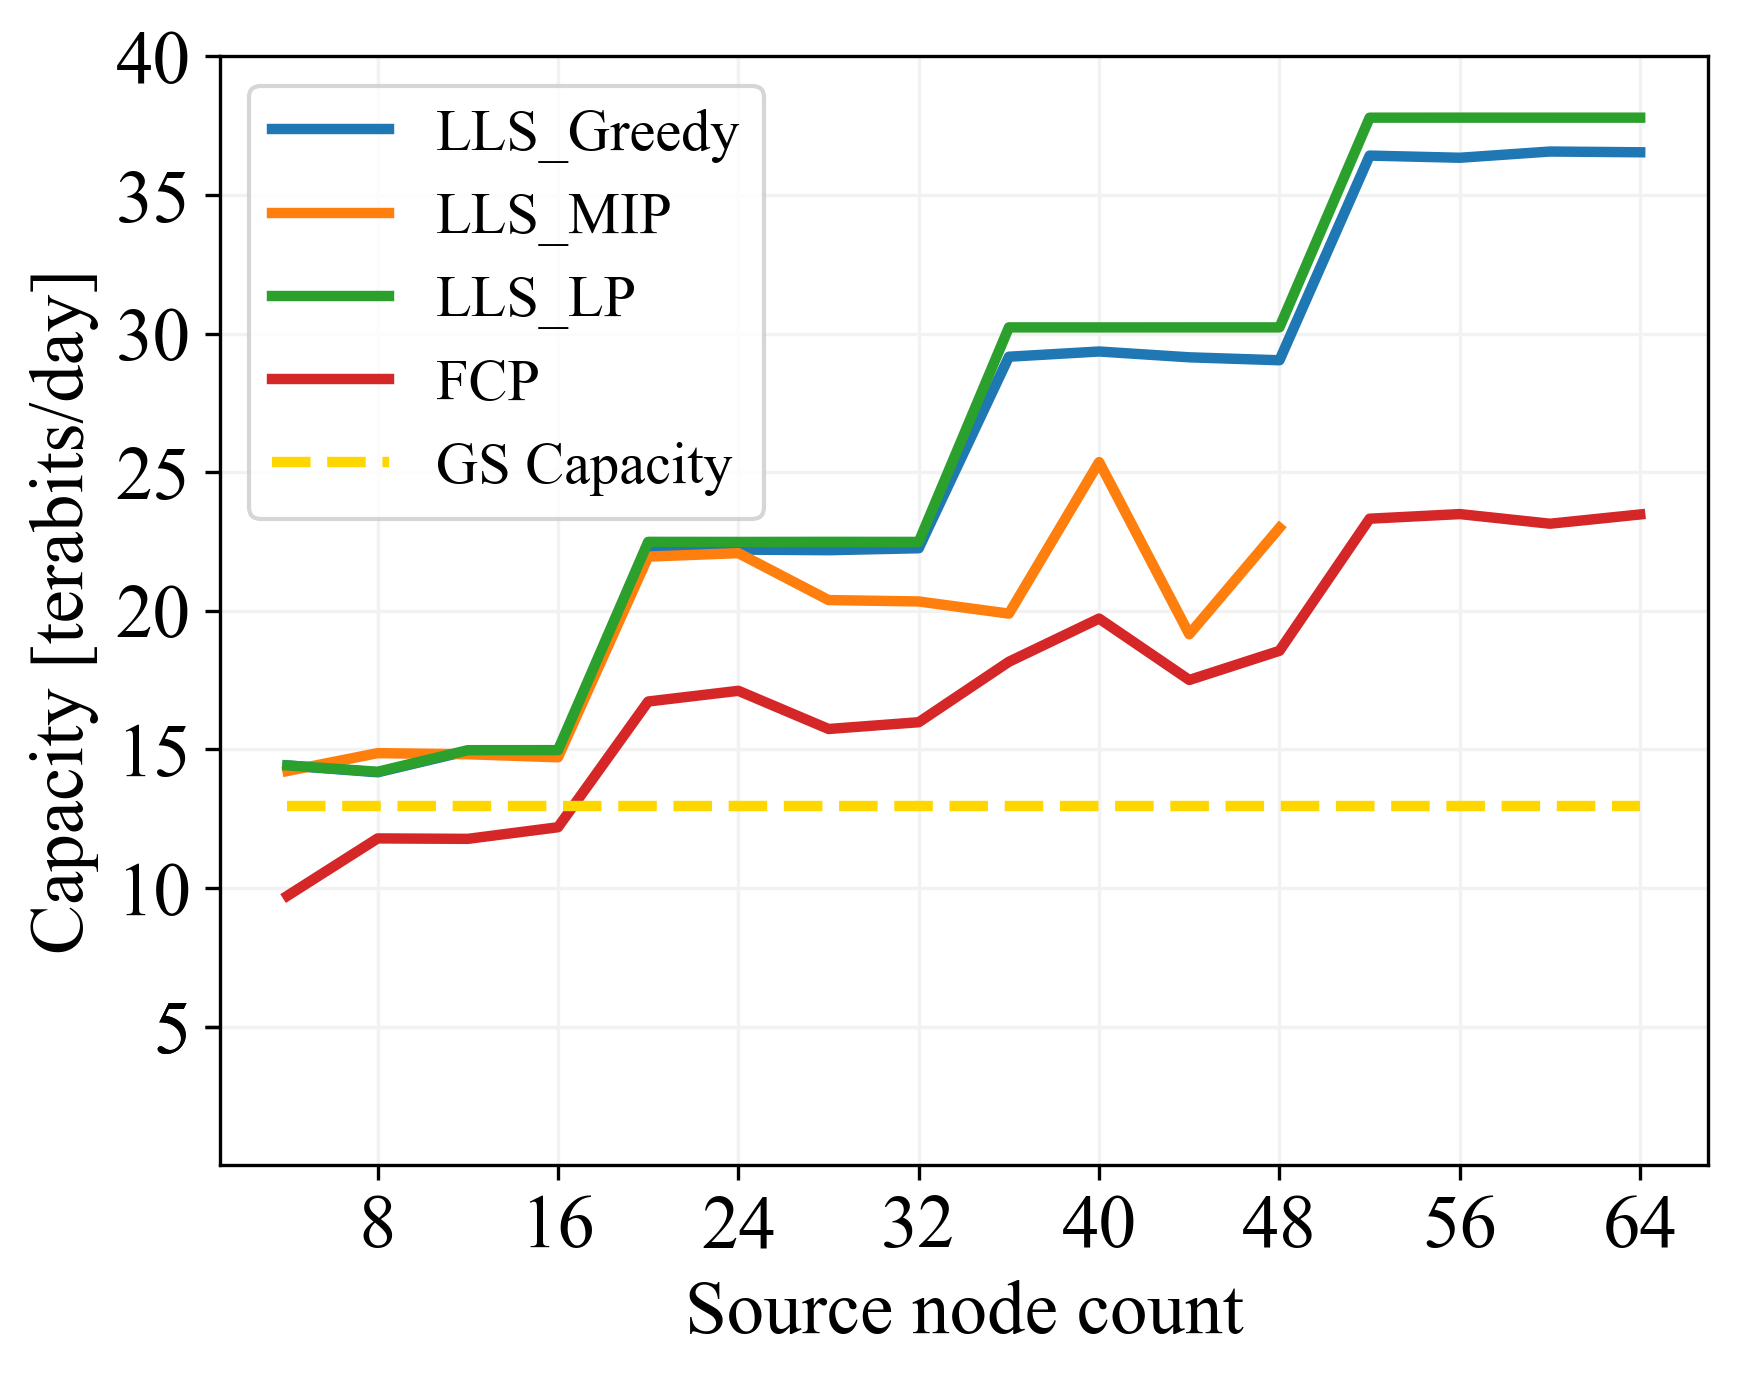 40
35
30
25
20
15
10
5
Capacity [terabits/day]
LLS_Greedy
LLS_MIP
LLS_LP
FCP
GS Capacity
8 16 24 32 40 48 56 64
Source node count